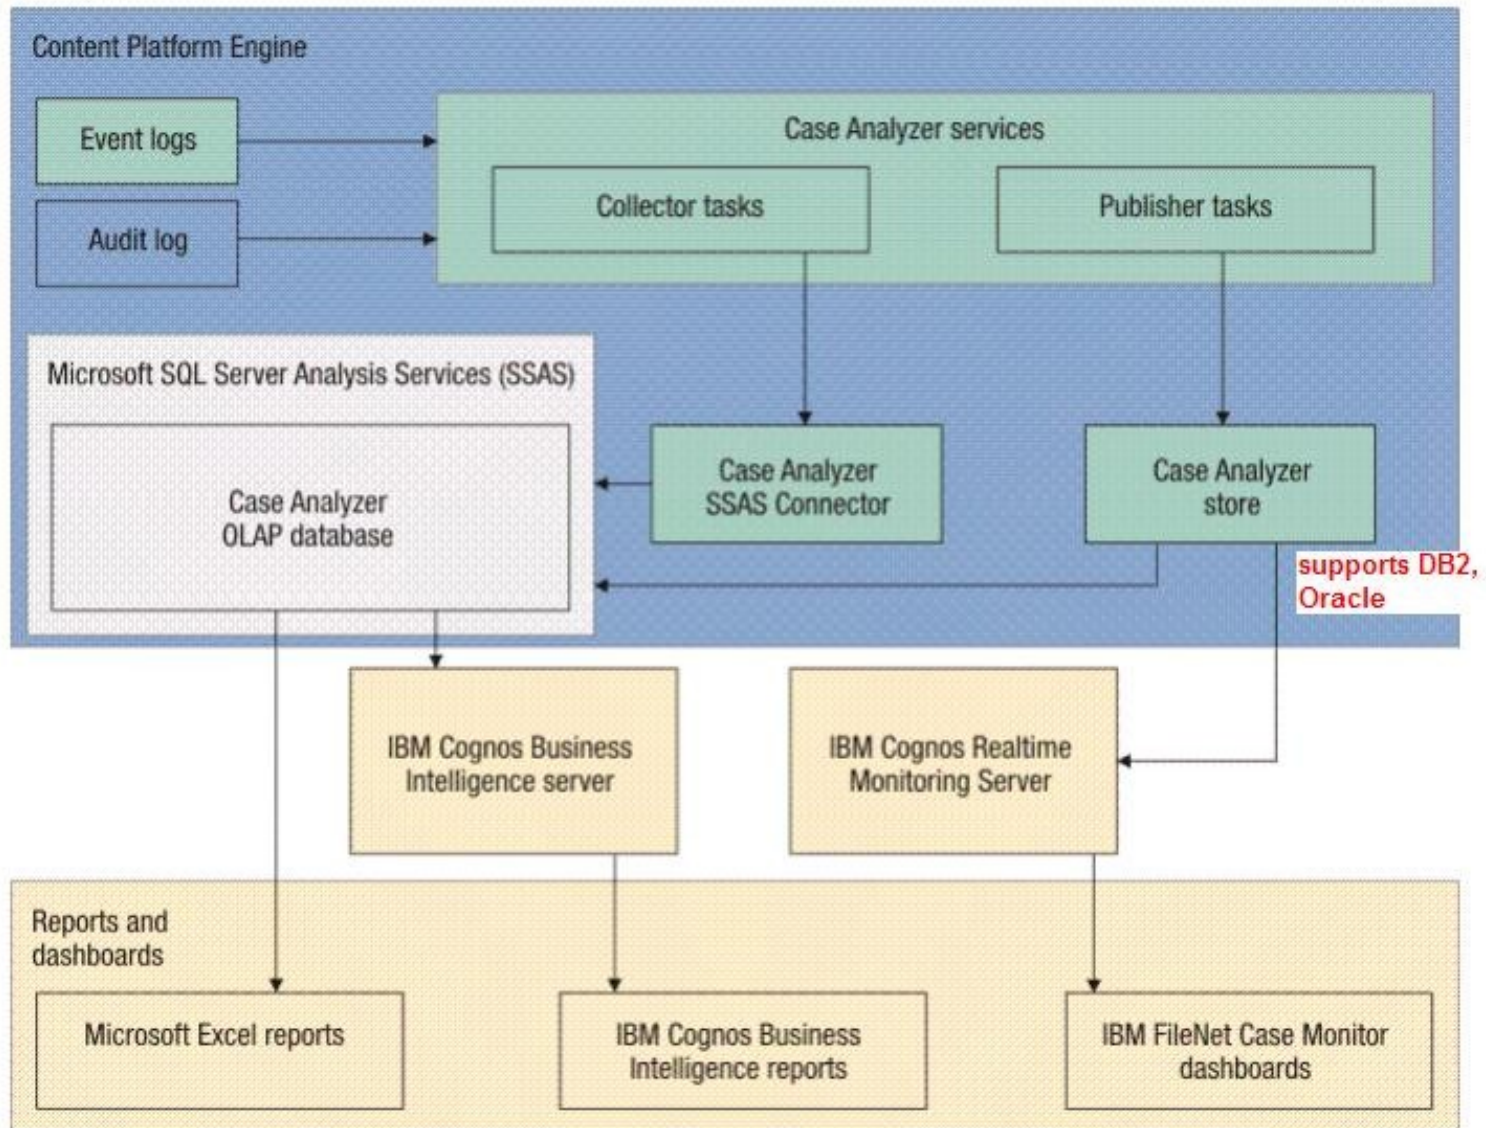 Content Platform Engine
Event logs
Case Analyzer services
Collector tasks
Publisher tasks
Audit log
Microsoft SQL Server Analysis Services (SSAS)
Case Analyzer
OLAP database
Case Analyzer
SSAS Connector
Case Analyzer
store
supports DB2,
Oracle
IBM Cognos Business
Intelligence server
IBM Cognos Realtime
Monitoring Server
Reports and
dashboards
Microsoft Excel reports
IBM Cognos Business
Intelligence reports
IBM FileNet Case Monitor
dashboards